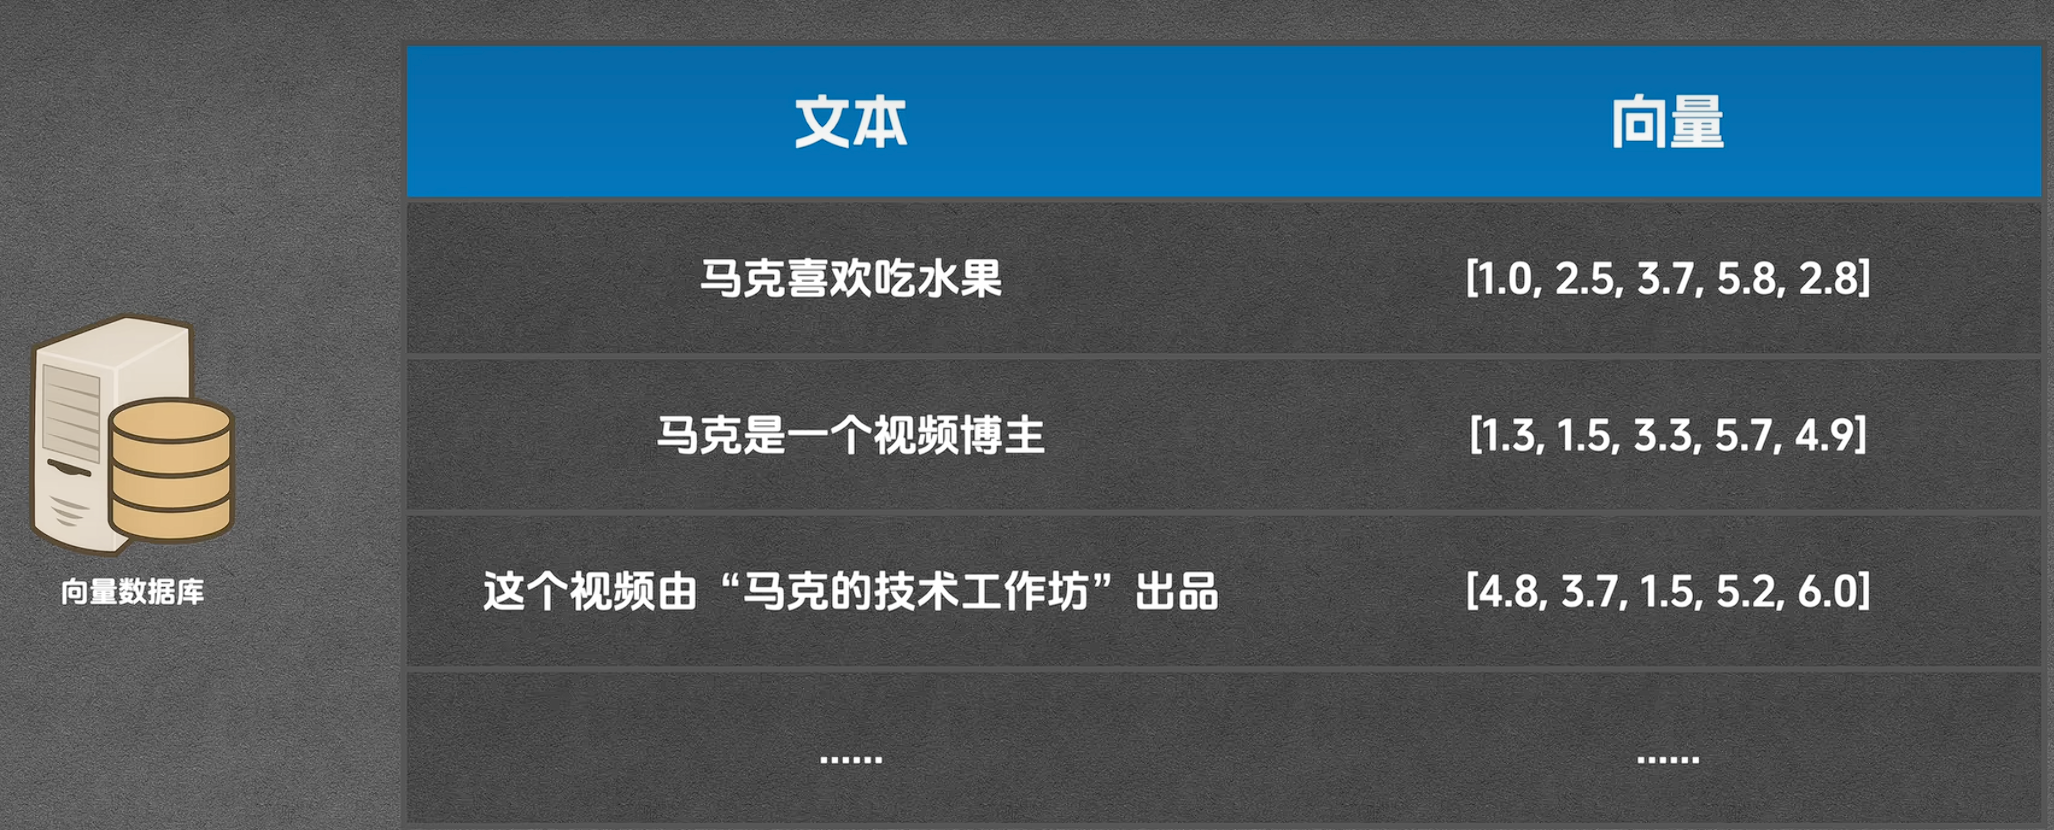 文本 向量
马克喜欢吃水果 [1.0, 2.5, 3.7, 5.8, 2.8]
马克是一个视频博主 [1.3, 1.5, 3.3, 5.7, 4.9]
这个视频由“马克的技术工作坊”出品 [4.8, 3.7, 1.5, 5.2, 6.0]
...... ......
向量数据库